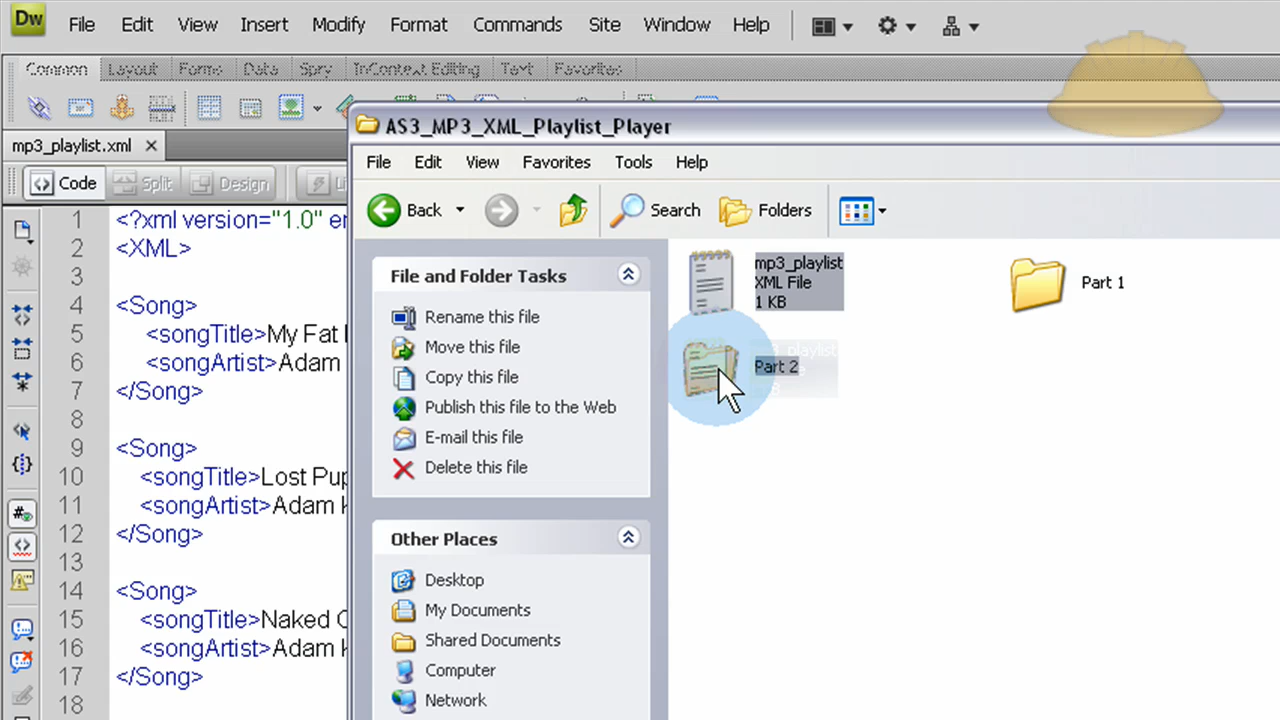 Dw File Edit View Insert Modify Format Commands Site Window Help
Common Layout Forms Data Spry InContext Editing Text Favorites
AS3_MP3_XML_Playlist_Player
mp3_playlist.xml
File Edit View Favorites Tools Help
Code Split Design
Back Search Folders
1 <?xml version="1.0"
2 <XML>
3
4 <Song>
5 <songTitle>My Fat
6 <songArtist>Adam
7 </Song>
8
9 <Song>
10 <songTitle>Lost
11 <songArtist>Adam
12 </Song>
13
14 <Song>
15 <songTitle>Naked
16 <songArtist>Adam
17 </Song>
18
File and Folder Tasks
Rename this file
Move this file
Copy this file
Publish this file to the Web
E-mail this file
Delete this file
Other Places
Desktop
My Documents
Shared Documents
Computer
Network
mp3_playlist
XML File
1 KB
Part 1
Part 2